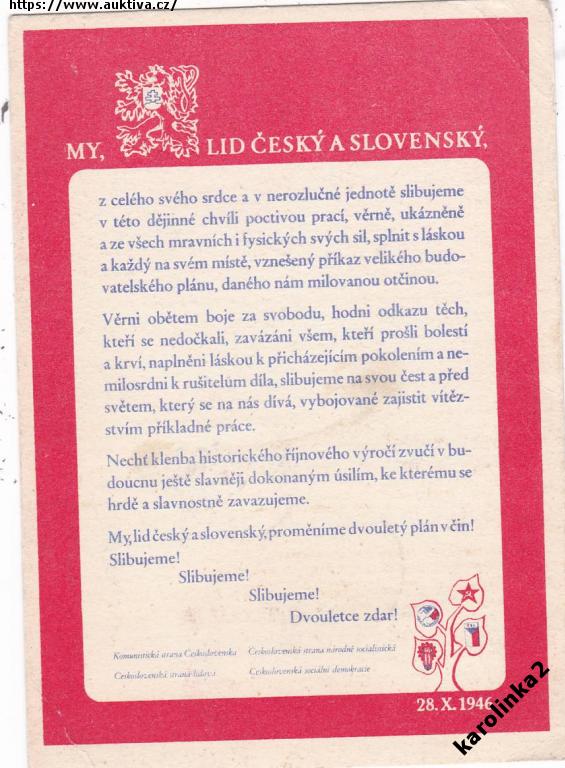 https://www.auktiva.cz/
MY, LID ČESKÝ A SLOVENSKÝ,
z celého svého srdce a v nerozlučné jednotě slibujeme
v této dějinné chvíli poctivou prací, věrně, ukázněně
a ze všech mravních i fysických svých sil, splnit s láskou
a každý na svém místě, vznešený příkaz velikého budo-
vatelského plánu, daného nám milovanou otčinou.
Věrni obětem boje za svobodu, hodni odkazu těch,
kteří se nedočkali, zavázáni všem, kteří prošli bolestí
a krví, naplněni láskou k přicházejícím pokolením a ne-
milosrdni k rušitelům díla, slibujeme na svou čest a před
světem, který se na nás dívá, vybojované zajistit vítěz-
stvím příkladné práce.
Nechť klenba historického říjnového výročí zvučí v bu-
doucnu ještě slavněji dokonaným úsilím, ke kterému se
hrdě a slavnostně zavazujeme.
My, lid český a slovenský, proměníme dvouletý plán v čin!
Slibujeme!
Slibujeme!
Slibujeme!
Dvouletce zdar!
Komunistická strana Československa Československá strana národně socialistická
Československá strana lidová Československá sociální demokracie
28. X. 1946
karolinka2